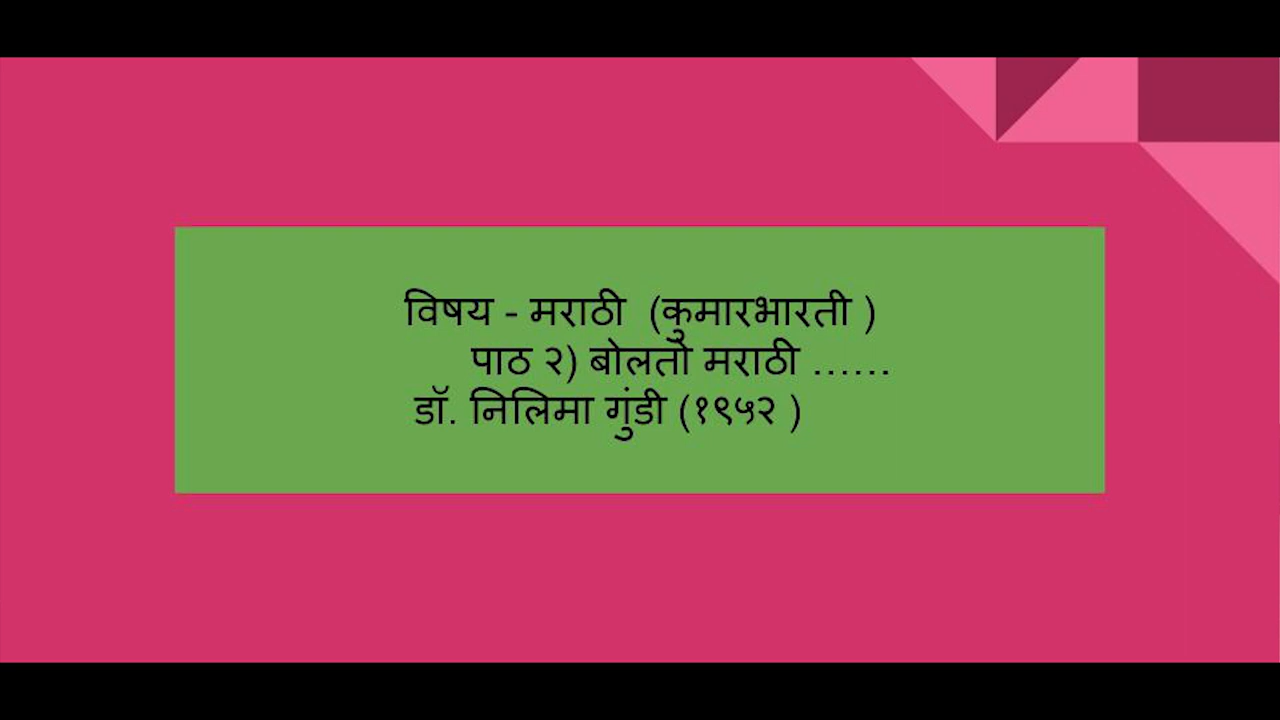 विषय - मराठी (कुमारभारती )
पाठ २) बोलतो मराठी ......
डॉ. निलिमा गुंडी (१९५२ )